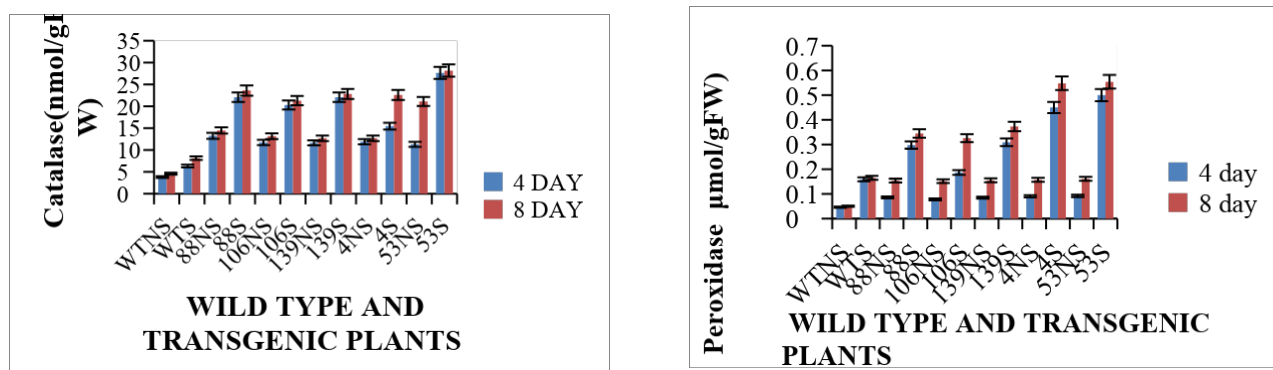 Catalase(nmol/gF
W)
35
30
25
20
15
10
5
0
WTNS
WTS
88NS
88S
106NS
106S
139NS
139S
4NS
4S
53NS
53S
4 DAY
8 DAY
WILD TYPE AND
TRANSGENIC PLANTS
Peroxidase µmol/gFW)
0.7
0.6
0.5
0.4
0.3
0.2
0.1
0
WTNS
WTS
88NS
88S
106NS
106S
139NS
139S
4NS
4S
53NS
53S
4 day
8 day
WILD TYPE AND TRANSGENIC
PLANTS